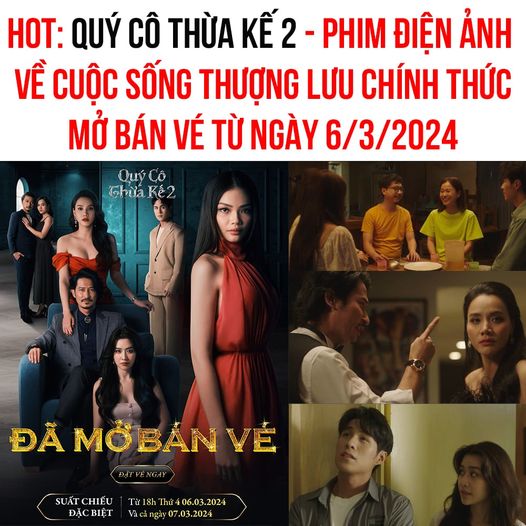 HOT: QUÝ CÔ THỪA KẾ 2 - PHIM ĐIỆN ẢNH
VỀ CUỘC SỐNG THƯỢNG LƯU CHÍNH THỨC
MỞ BÁN VÉ TỪ NGÀY 6/3/2024
Quý Cô
Thừa Kế 2
ĐÃ MỞ BÁN VÉ
ĐẶT VÉ NGAY
SUẤT CHIẾU
ĐẶC BIỆT
Từ 18h Thứ 4 06.03.2024
Và cả ngày 07.03.2024